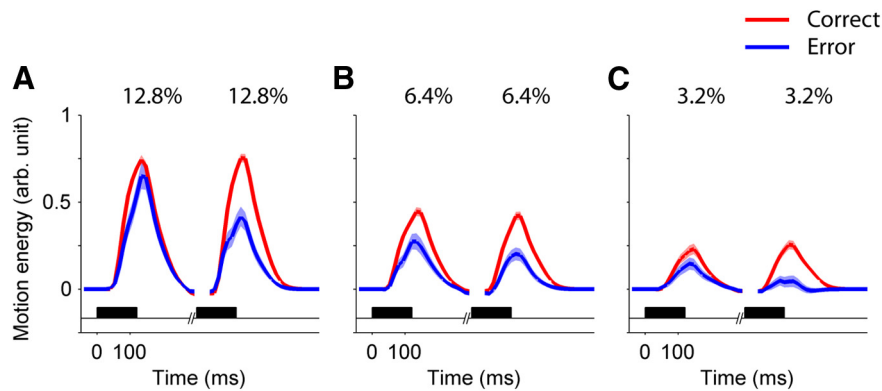 Correct
Error
A
12.8%
12.8%
B
6.4%
6.4%
C
3.2%
3.2%
Motion energy (arb. unit)
1
0.5
0
//
//
//
0 100
0 100
0 100
Time (ms)
Time (ms)
Time (ms)